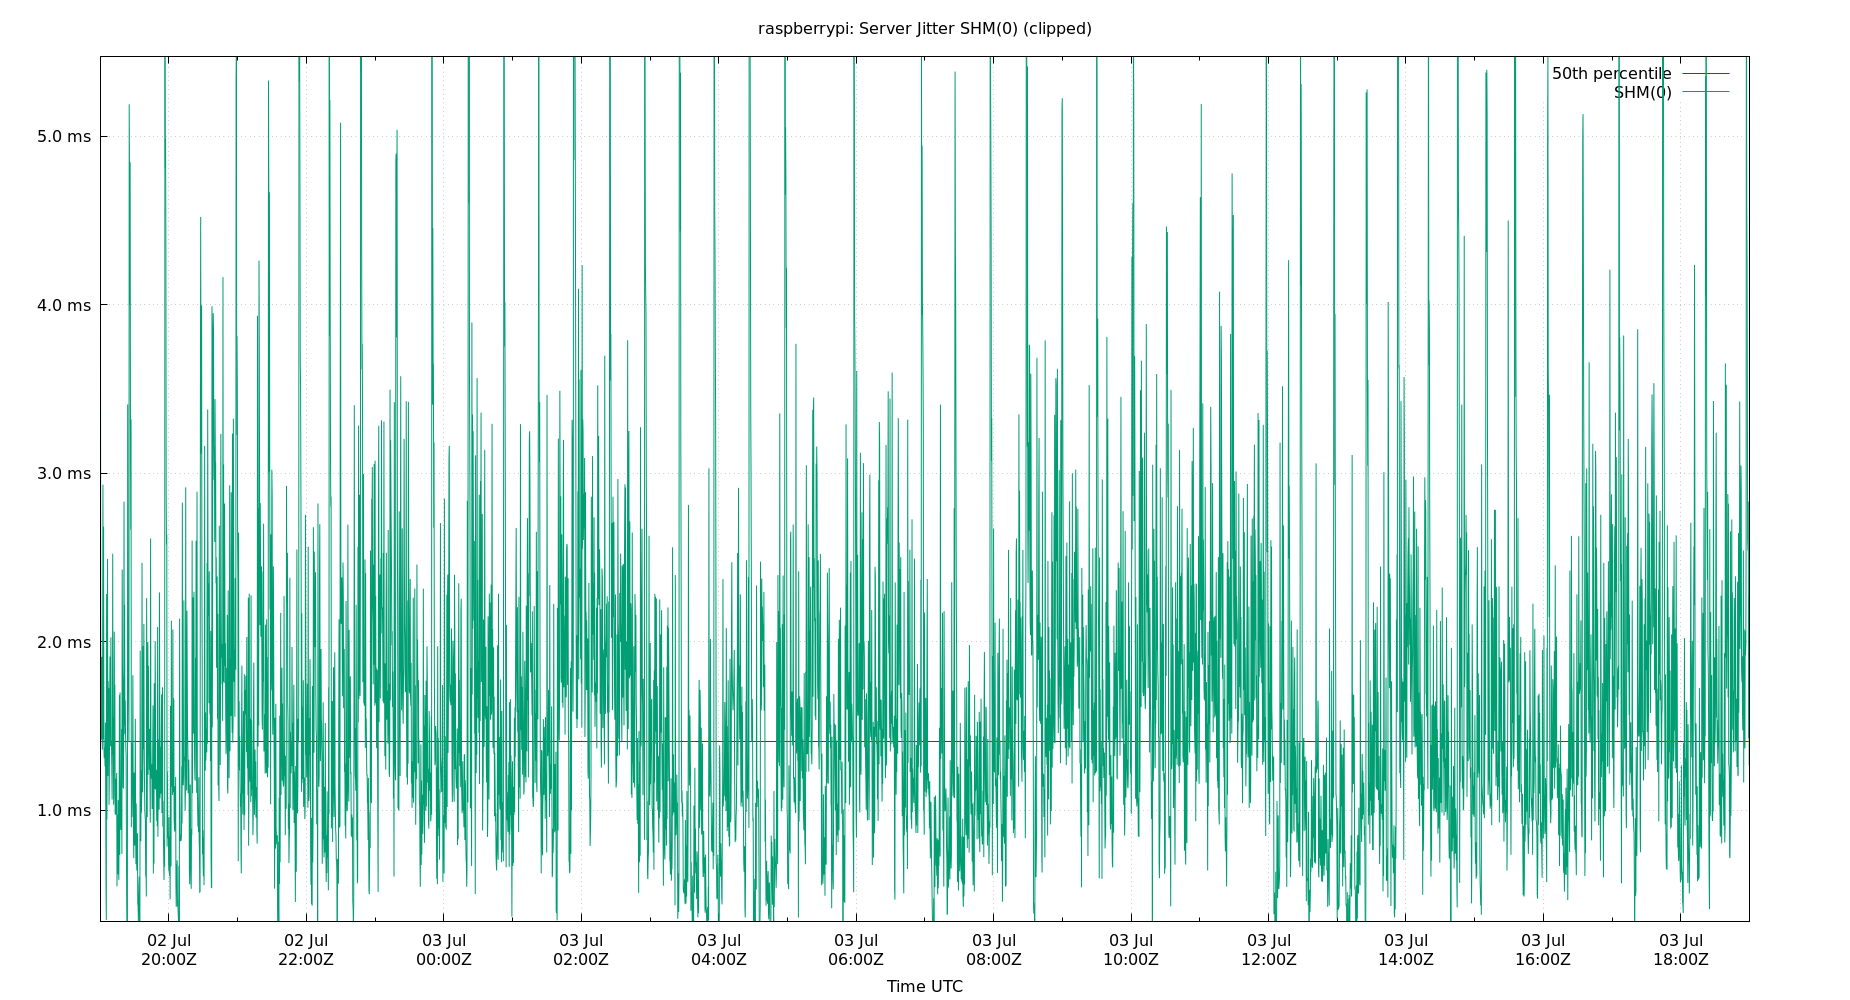 raspberrypi: Server Jitter SHM(0) (clipped)
50th percentile
SHM(0)
5.0 ms
4.0 ms
3.0 ms
2.0 ms
1.0 ms
02 Jul 02 Jul 03 Jul 03 Jul 03 Jul 03 Jul 03 Jul 03 Jul 03 Jul 03 Jul 03 Jul 03 Jul
20:00Z 22:00Z 00:00Z 02:00Z 04:00Z 06:00Z 08:00Z 10:00Z 12:00Z 14:00Z 16:00Z 18:00Z
Time UTC